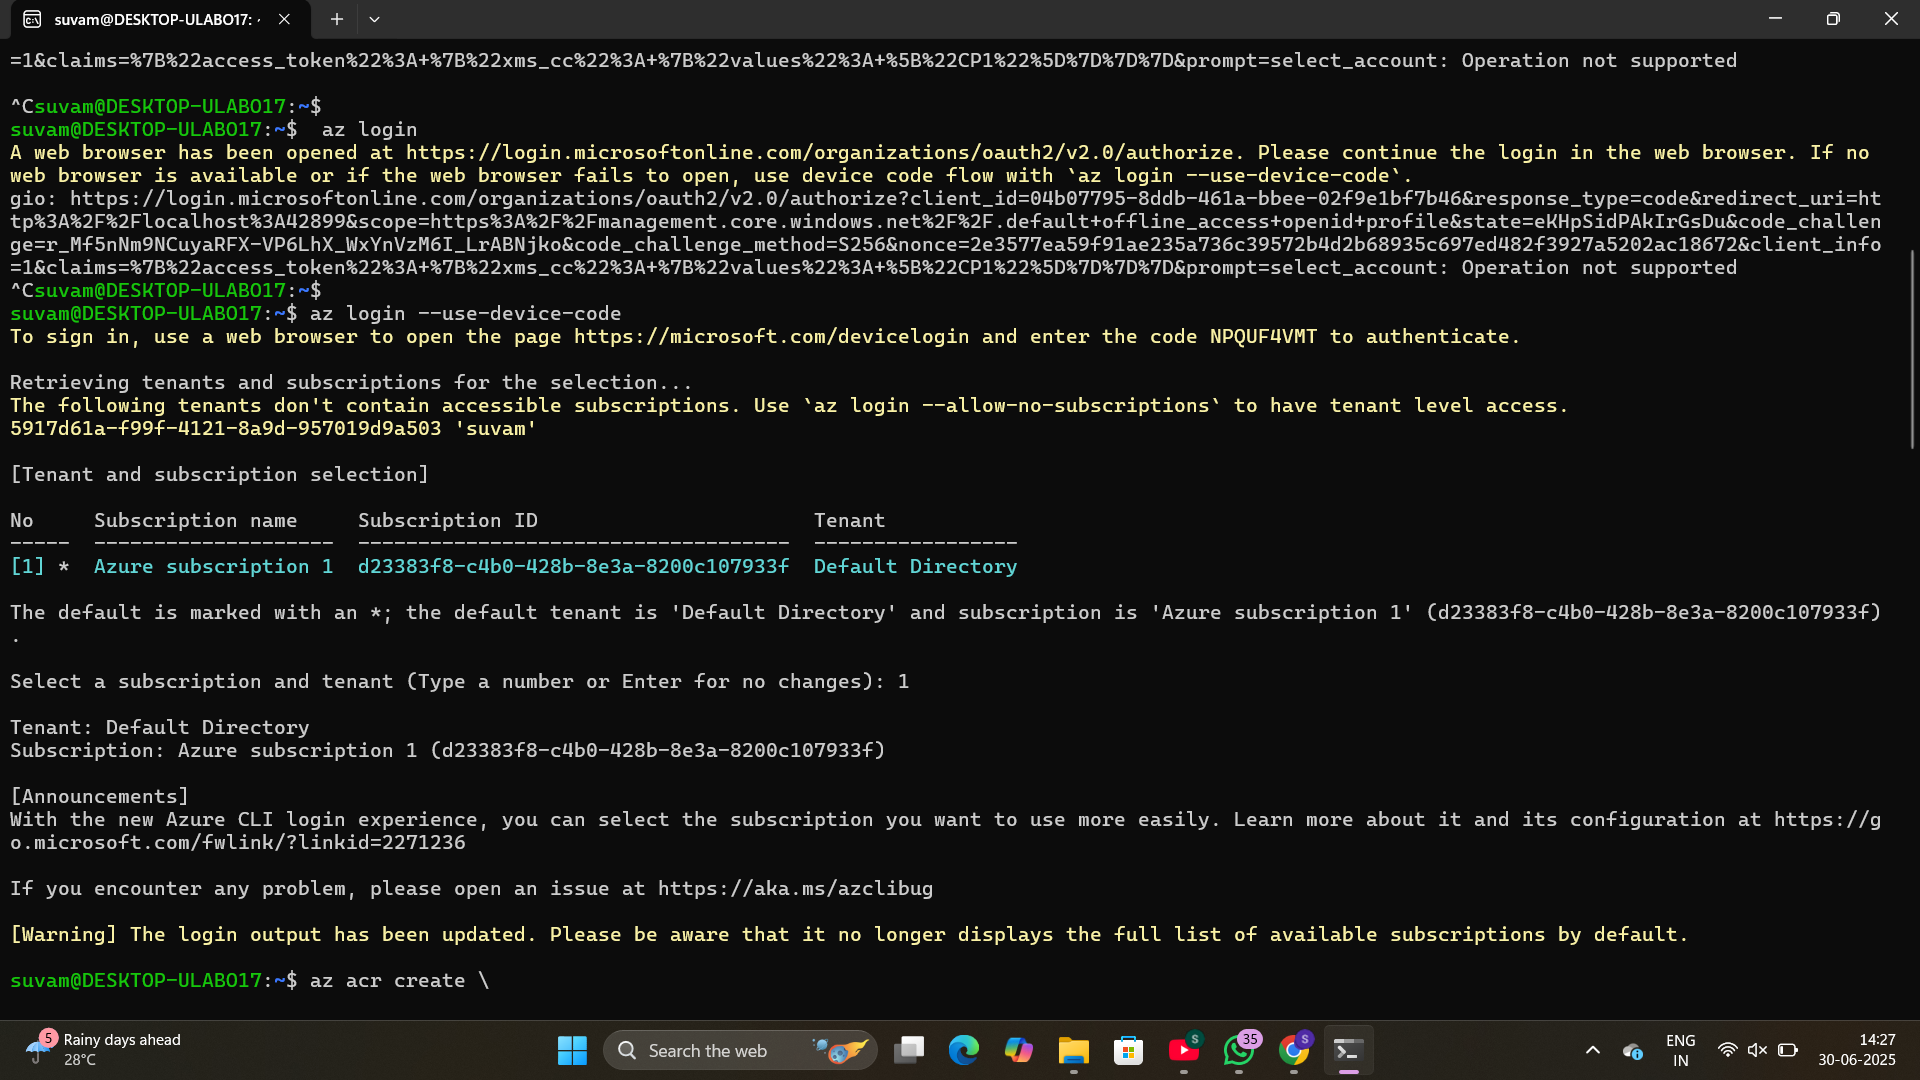 suvam@DESKTOP-ULABO17: ·
=1&claims=%7B%22access_token%22%3A+%7B%22xms_cc%22%3A+%7B%22values%22%3A+%5B%22CP1%22%5D%7D%7D%7D&prompt=select_account: Operation not supported
^Csuvam@DESKTOP-ULABO17:~$
suvam@DESKTOP-ULABO17:~$  az login
A web browser has been opened at https://login.microsoftonline.com/organizations/oauth2/v2.0/authorize. Please continue the login in the web browser. If no
web browser is available or if the web browser fails to open, use device code flow with `az login --use-device-code`.
gio: https://login.microsoftonline.com/organizations/oauth2/v2.0/authorize?client_id=04b07795-8ddb-461a-bbee-02f9e1bf7b46&response_type=code&redirect_uri=ht
tp%3A%2F%2Flocalhost%3A42899&scope=https%3A%2F%2Fmanagement.core.windows.net%2F%2F.default+offline_access+openid+profile&state=eKHpSidPAkIrGsDu&code_challen
ge=r_Mf5nNm9NCuyaRFX-VP6LhX_WxYnVzM6I_LrABNjko&code_challenge_method=S256&nonce=2e3577ea59f91ae235a736c39572b4d2b68935c697ed482f3927a5202ac18672&client_info
=1&claims=%7B%22access_token%22%3A+%7B%22xms_cc%22%3A+%7B%22values%22%3A+%5B%22CP1%22%5D%7D%7D%7D&prompt=select_account: Operation not supported
^Csuvam@DESKTOP-ULABO17:~$
suvam@DESKTOP-ULABO17:~$ az login --use-device-code
To sign in, use a web browser to open the page https://microsoft.com/devicelogin and enter the code NPQUF4VMT to authenticate.
Retrieving tenants and subscriptions for the selection...
The following tenants don't contain accessible subscriptions. Use `az login --allow-no-subscriptions` to have tenant level access.
5917d61a-f99f-4121-8a9d-957019d9a503 'suvam'
[Tenant and subscription selection]
No     Subscription name     Subscription ID                       Tenant
-----  --------------------  ------------------------------------  -----------------
[1] *  Azure subscription 1  d23383f8-c4b0-428b-8e3a-8200c107933f  Default Directory
The default is marked with an *; the default tenant is 'Default Directory' and subscription is 'Azure subscription 1' (d23383f8-c4b0-428b-8e3a-8200c107933f)
.
Select a subscription and tenant (Type a number or Enter for no changes): 1
Tenant: Default Directory
Subscription: Azure subscription 1 (d23383f8-c4b0-428b-8e3a-8200c107933f)
[Announcements]
With the new Azure CLI login experience, you can select the subscription you want to use more easily. Learn more about it and its configuration at https://g
o.microsoft.com/fwlink/?linkid=2271236
If you encounter any problem, please open an issue at https://aka.ms/azclibug
[Warning] The login output has been updated. Please be aware that it no longer displays the full list of available subscriptions by default.
suvam@DESKTOP-ULABO17:~$ az acr create \
5
Rainy days ahead
28°C
Search the web
S
35
S
ENG
IN
14:27
30-06-2025